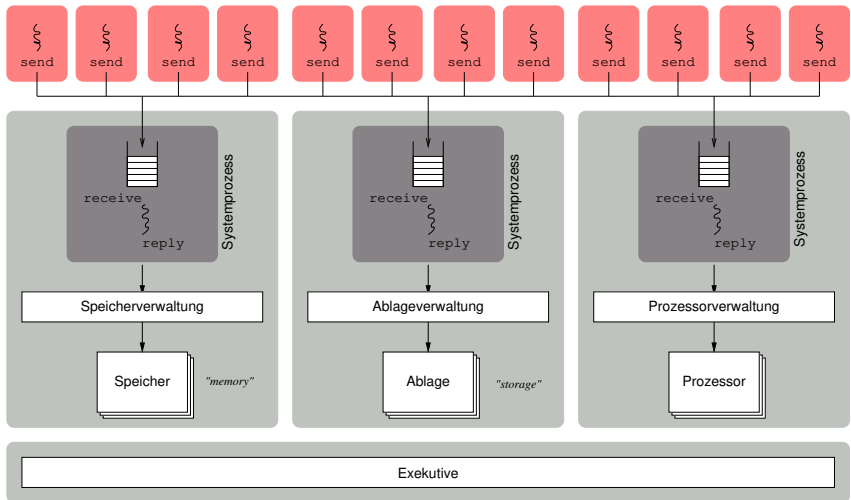 send send send send send send send send send send send send
receive
reply
Systemprozess
receive
reply
Systemprozess
receive
reply
Systemprozess
Speicherverwaltung
Ablageverwaltung
Prozessorverwaltung
Speicher
"memory"
Ablage
"storage"
Prozessor
Exekutive